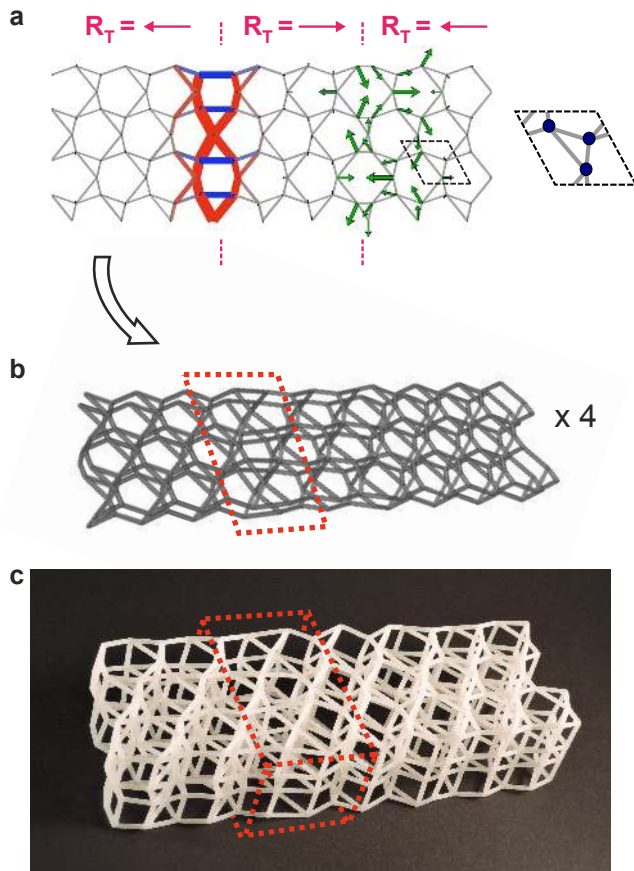 a
R_T = ← R_T = → R_T = ←
b
x 4
c